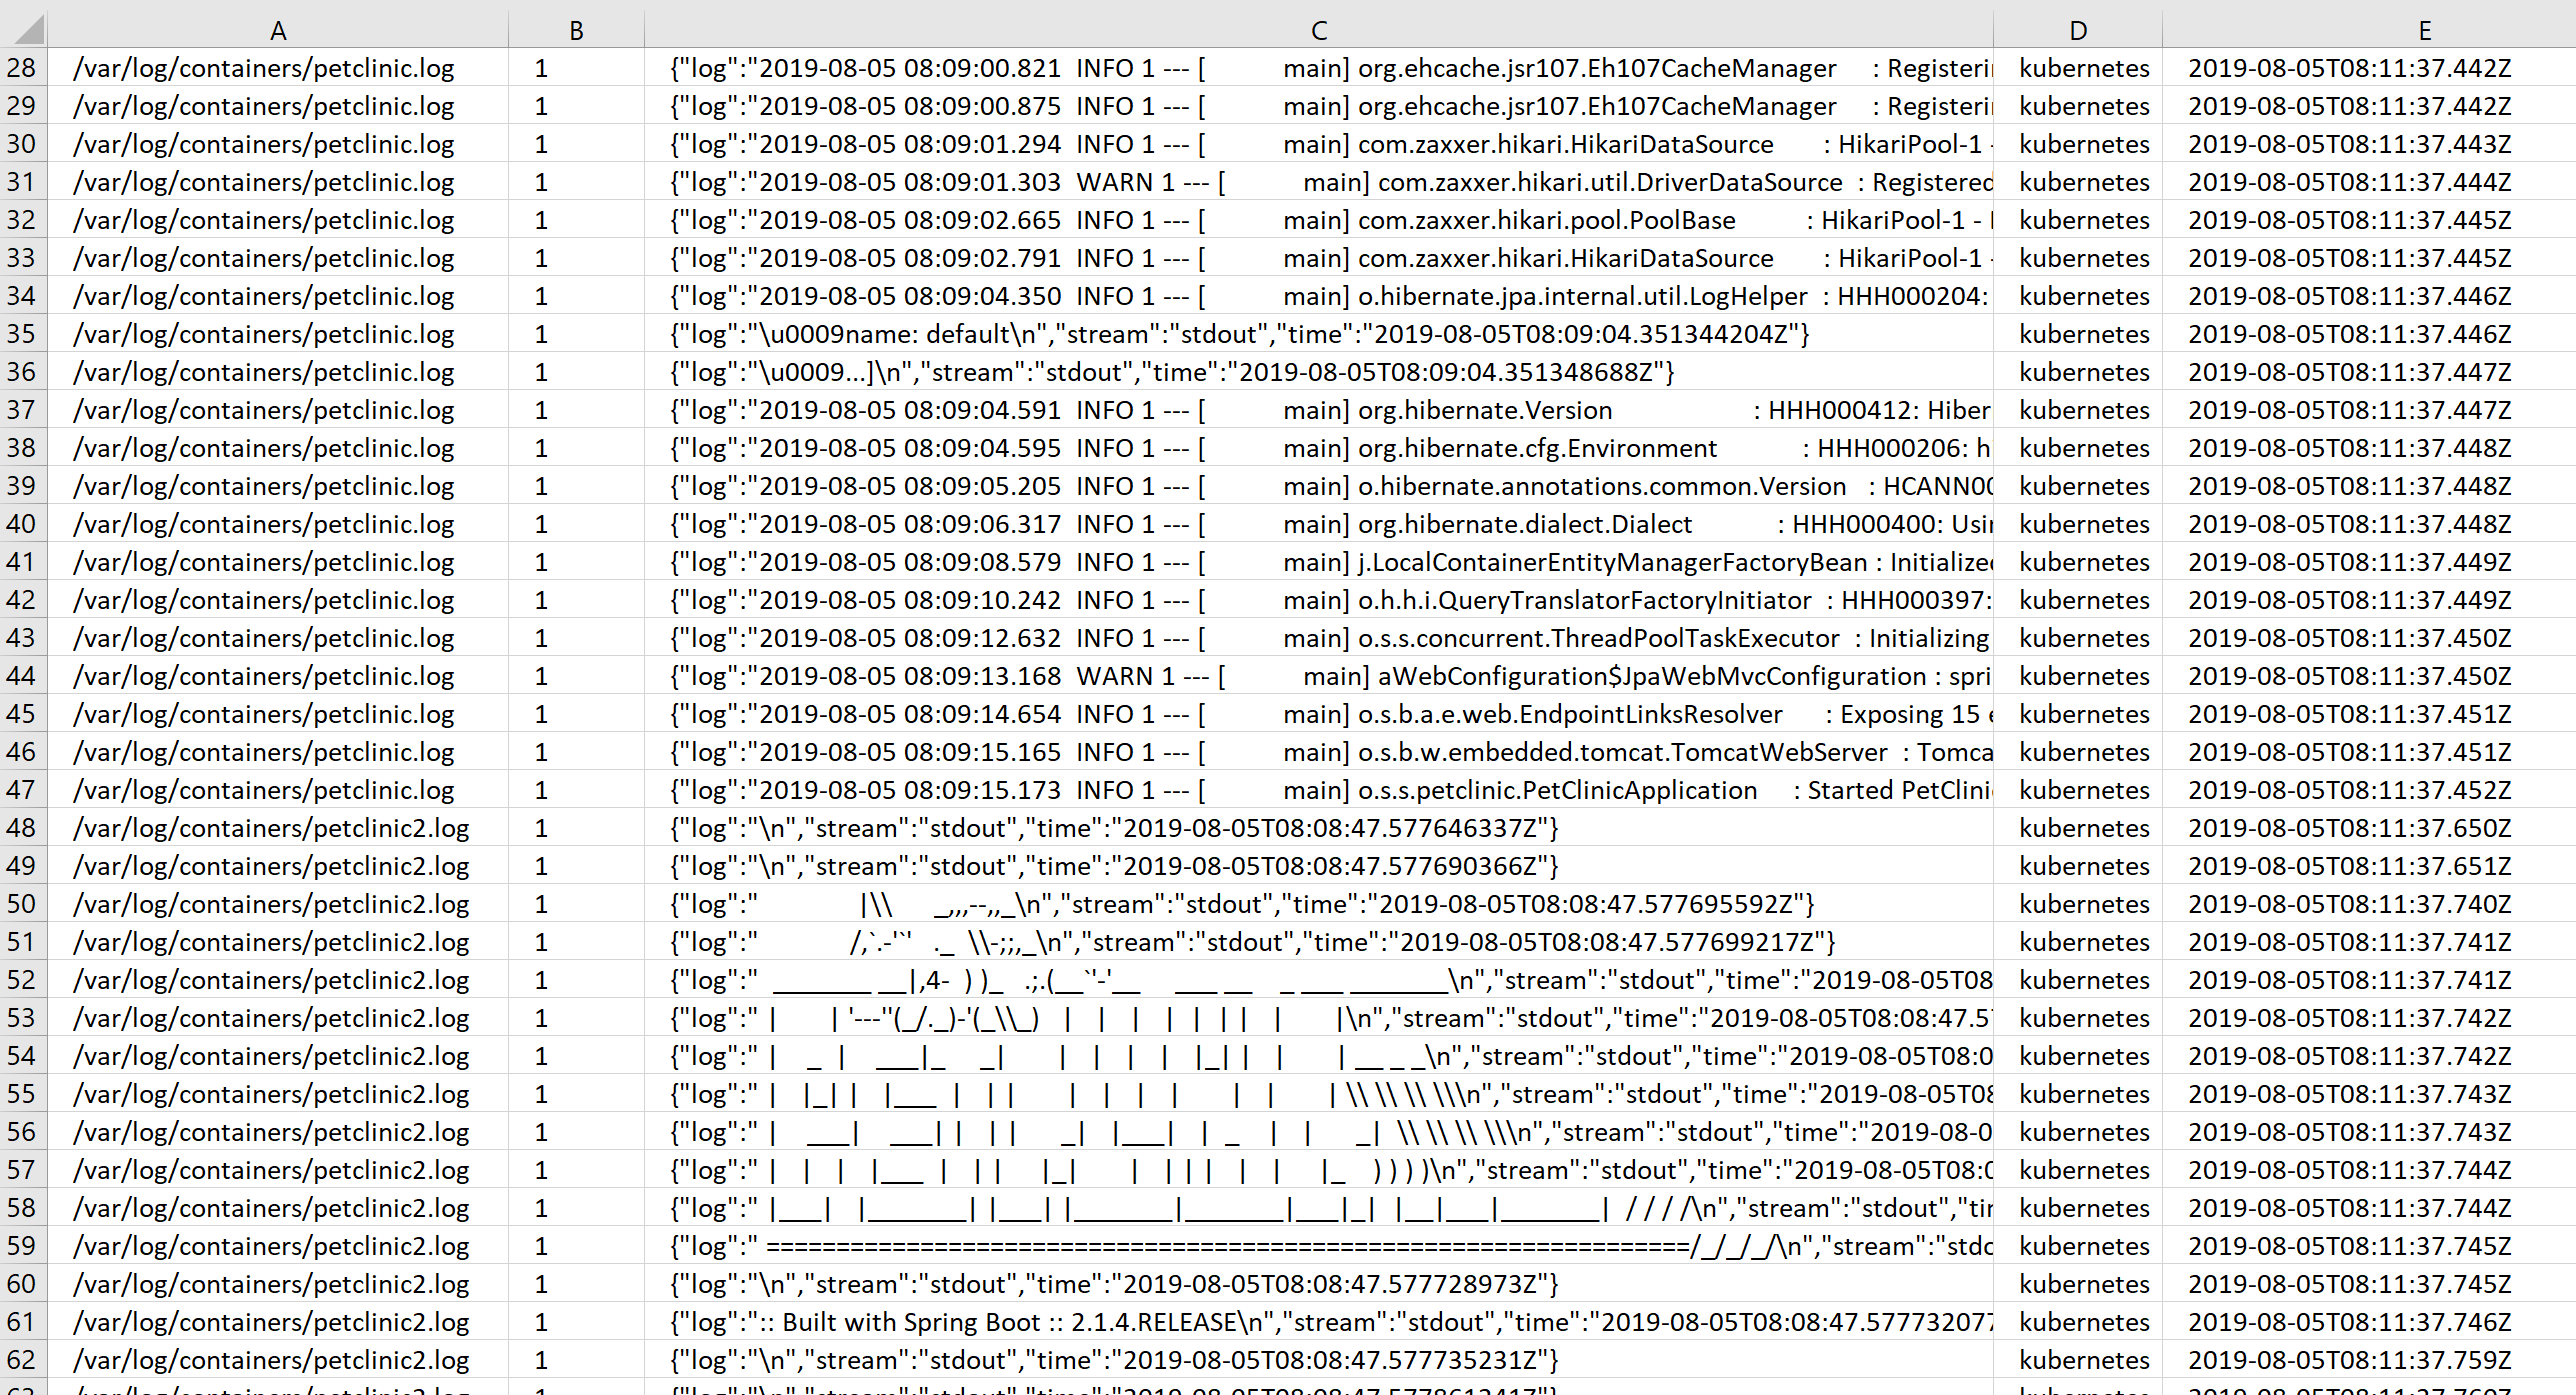 A B C D E
28 /var/log/containers/petclinic.log 1 {"log":"2019-08-05 08:09:00.821  INFO 1 --- [           main] org.ehcache.jsr107.Eh107CacheManager     : Registerin kubernetes 2019-08-05T08:11:37.442Z
29 /var/log/containers/petclinic.log 1 {"log":"2019-08-05 08:09:00.875  INFO 1 --- [           main] org.ehcache.jsr107.Eh107CacheManager     : Registerin kubernetes 2019-08-05T08:11:37.442Z
30 /var/log/containers/petclinic.log 1 {"log":"2019-08-05 08:09:01.294  INFO 1 --- [           main] com.zaxxer.hikari.HikariDataSource       : HikariPool-1 - kubernetes 2019-08-05T08:11:37.443Z
31 /var/log/containers/petclinic.log 1 {"log":"2019-08-05 08:09:01.303  WARN 1 --- [           main] com.zaxxer.hikari.util.DriverDataSource  : Registered kubernetes 2019-08-05T08:11:37.444Z
32 /var/log/containers/petclinic.log 1 {"log":"2019-08-05 08:09:02.665  INFO 1 --- [           main] com.zaxxer.hikari.pool.PoolBase          : HikariPool-1 - kubernetes 2019-08-05T08:11:37.445Z
33 /var/log/containers/petclinic.log 1 {"log":"2019-08-05 08:09:02.791  INFO 1 --- [           main] com.zaxxer.hikari.HikariDataSource       : HikariPool-1 - kubernetes 2019-08-05T08:11:37.445Z
34 /var/log/containers/petclinic.log 1 {"log":"2019-08-05 08:09:04.350  INFO 1 --- [           main] o.hibernate.jpa.internal.util.LogHelper  : HHH000204: kubernetes 2019-08-05T08:11:37.446Z
35 /var/log/containers/petclinic.log 1 {"log":"\u0009name: default\n","stream":"stdout","time":"2019-08-05T08:09:04.351344204Z"} kubernetes 2019-08-05T08:11:37.446Z
36 /var/log/containers/petclinic.log 1 {"log":"\u0009...]\n","stream":"stdout","time":"2019-08-05T08:09:04.351348688Z"} kubernetes 2019-08-05T08:11:37.447Z
37 /var/log/containers/petclinic.log 1 {"log":"2019-08-05 08:09:04.591  INFO 1 --- [           main] org.hibernate.Version                    : HHH000412: Hiber kubernetes 2019-08-05T08:11:37.447Z
38 /var/log/containers/petclinic.log 1 {"log":"2019-08-05 08:09:04.595  INFO 1 --- [           main] org.hibernate.cfg.Environment            : HHH000206: h kubernetes 2019-08-05T08:11:37.448Z
39 /var/log/containers/petclinic.log 1 {"log":"2019-08-05 08:09:05.205  INFO 1 --- [           main] o.hibernate.annotations.common.Version   : HCANN00 kubernetes 2019-08-05T08:11:37.448Z
40 /var/log/containers/petclinic.log 1 {"log":"2019-08-05 08:09:06.317  INFO 1 --- [           main] org.hibernate.dialect.Dialect            : HHH000400: Usin kubernetes 2019-08-05T08:11:37.448Z
41 /var/log/containers/petclinic.log 1 {"log":"2019-08-05 08:09:08.579  INFO 1 --- [           main] j.LocalContainerEntityManagerFactoryBean : Initialized kubernetes 2019-08-05T08:11:37.449Z
42 /var/log/containers/petclinic.log 1 {"log":"2019-08-05 08:09:10.242  INFO 1 --- [           main] o.h.h.i.QueryTranslatorFactoryInitiator  : HHH000397: kubernetes 2019-08-05T08:11:37.449Z
43 /var/log/containers/petclinic.log 1 {"log":"2019-08-05 08:09:12.632  INFO 1 --- [           main] o.s.s.concurrent.ThreadPoolTaskExecutor  : Initializing kubernetes 2019-08-05T08:11:37.450Z
44 /var/log/containers/petclinic.log 1 {"log":"2019-08-05 08:09:13.168  WARN 1 --- [           main] aWebConfiguration$JpaWebMvcConfiguration : spri kubernetes 2019-08-05T08:11:37.450Z
45 /var/log/containers/petclinic.log 1 {"log":"2019-08-05 08:09:14.654  INFO 1 --- [           main] o.s.b.a.e.web.EndpointLinksResolver      : Exposing 15 e kubernetes 2019-08-05T08:11:37.451Z
46 /var/log/containers/petclinic.log 1 {"log":"2019-08-05 08:09:15.165  INFO 1 --- [           main] o.s.b.w.embedded.tomcat.TomcatWebServer  : Tomca kubernetes 2019-08-05T08:11:37.451Z
47 /var/log/containers/petclinic.log 1 {"log":"2019-08-05 08:09:15.173  INFO 1 --- [           main] o.s.s.petclinic.PetClinicApplication     : Started PetClini kubernetes 2019-08-05T08:11:37.452Z
48 /var/log/containers/petclinic2.log 1 {"log":"\n","stream":"stdout","time":"2019-08-05T08:08:47.577646337Z"} kubernetes 2019-08-05T08:11:37.650Z
49 /var/log/containers/petclinic2.log 1 {"log":"\n","stream":"stdout","time":"2019-08-05T08:08:47.577690366Z"} kubernetes 2019-08-05T08:11:37.651Z
50 /var/log/containers/petclinic2.log 1 {"log":"              |\\      _,,,--,,_\n","stream":"stdout","time":"2019-08-05T08:08:47.577695592Z"} kubernetes 2019-08-05T08:11:37.740Z
51 /var/log/containers/petclinic2.log 1 {"log":"             /,`.-'`'   ._  \\-;;,_\n","stream":"stdout","time":"2019-08-05T08:08:47.577699217Z"} kubernetes 2019-08-05T08:11:37.741Z
52 /var/log/containers/petclinic2.log 1 {"log":"  _______ __|,4-  ) )_   .;.(__`'-'__     ___ __    _ ___ _______\n","stream":"stdout","time":"2019-08-05T08 kubernetes 2019-08-05T08:11:37.741Z
53 /var/log/containers/petclinic2.log 1 {"log":" |       | '---''(_/._)-'(_\\_)   |   |   |   |  |  | |   |       |\n","stream":"stdout","time":"2019-08-05T08:08:47.57 kubernetes 2019-08-05T08:11:37.742Z
54 /var/log/containers/petclinic2.log 1 {"log":" |    _  |    ___|_     _|       |   |   |   |   |_| |   |       | __ _ _\n","stream":"stdout","time":"2019-08-05T08:0 kubernetes 2019-08-05T08:11:37.742Z
55 /var/log/containers/petclinic2.log 1 {"log":" |   |_| |   |___  |   | |       |   |   |   |       |   |       | \\ \\ \\ \\\n","stream":"stdout","time":"2019-08-05T08 kubernetes 2019-08-05T08:11:37.743Z
56 /var/log/containers/petclinic2.log 1 {"log":" |    ___|    ___| |   | |      _|   |___|   |  _    |   |      _|  \\ \\ \\ \\\n","stream":"stdout","time":"2019-08-0 kubernetes 2019-08-05T08:11:37.743Z
57 /var/log/containers/petclinic2.log 1 {"log":" |   |   |   |___  |   | |     |_|       |   | | |   |   |     |_    ) ) ) )\n","stream":"stdout","time":"2019-08-05T08:0 kubernetes 2019-08-05T08:11:37.744Z
58 /var/log/containers/petclinic2.log 1 {"log":" |___|   |_______| |___| |_______|_______|___|_|  |__|___|_______|  / / / /\n","stream":"stdout","tim kubernetes 2019-08-05T08:11:37.744Z
59 /var/log/containers/petclinic2.log 1 {"log":" ==================================================================/_/_/_/\n","stream":"stdo kubernetes 2019-08-05T08:11:37.745Z
60 /var/log/containers/petclinic2.log 1 {"log":"\n","stream":"stdout","time":"2019-08-05T08:08:47.577728973Z"} kubernetes 2019-08-05T08:11:37.745Z
61 /var/log/containers/petclinic2.log 1 {"log":":: Built with Spring Boot :: 2.1.4.RELEASE\n","stream":"stdout","time":"2019-08-05T08:08:47.577732077 kubernetes 2019-08-05T08:11:37.746Z
62 /var/log/containers/petclinic2.log 1 {"log":"\n","stream":"stdout","time":"2019-08-05T08:08:47.577735231Z"} kubernetes 2019-08-05T08:11:37.759Z